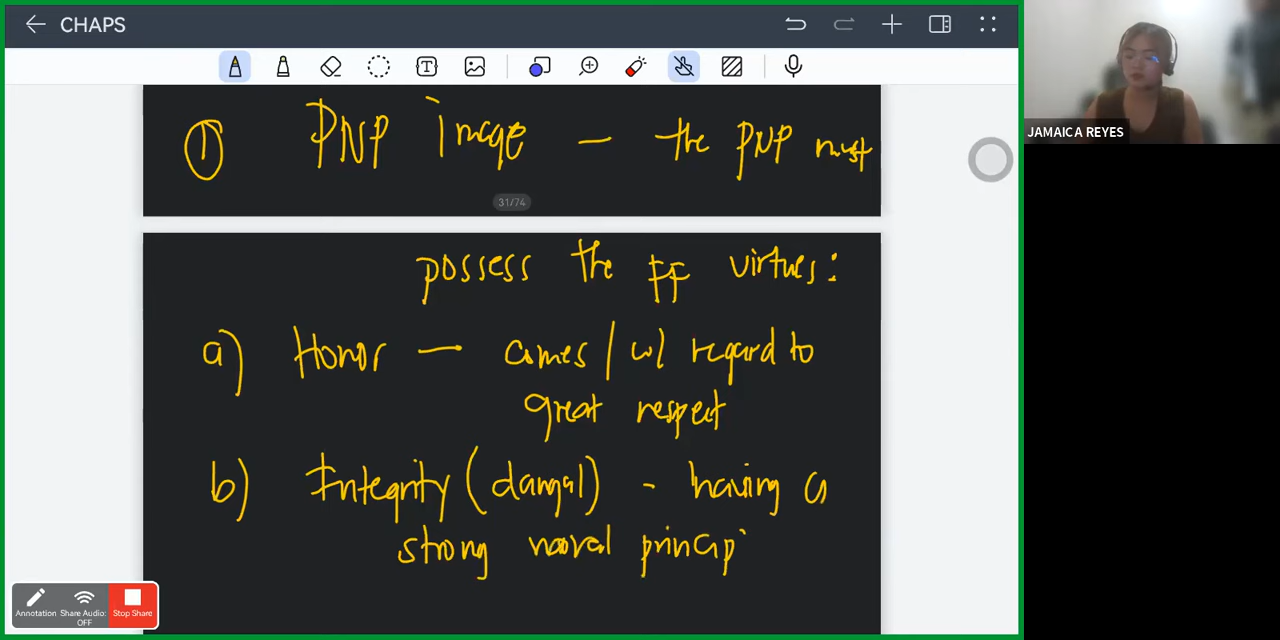 CHAPS
JAMAICA REYES
① PNP image — the PNP must
31/74
possess the ff virtues:
a) Honor — comes / w/ regard to
great respect
b) Integrity (dangal) - having a
strong moral princip
Annotation
Share Audio: OFF
Stop Share